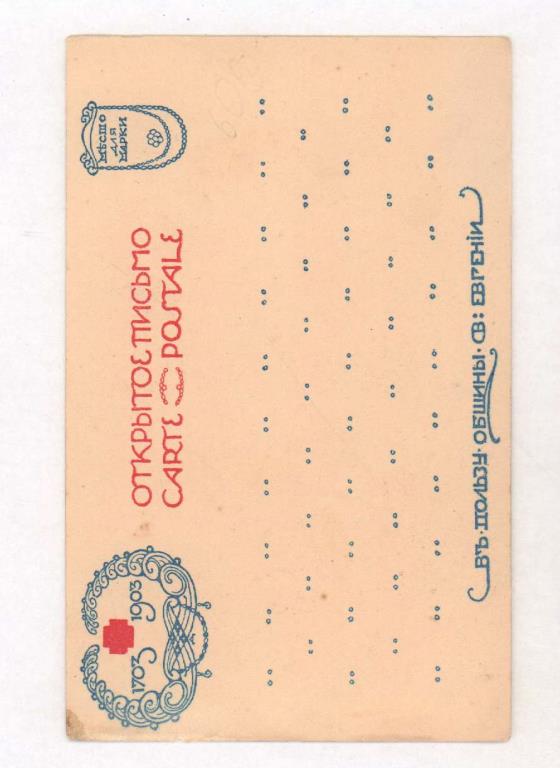 1703 1903
ОТКРЫТОЕ ПИСЬМО
CARTE POSTALE
МѢСТО
ДЛЯ
МАРКИ
ВЪ ПОЛЬЗУ · ОБЩИНЫ · СВ: ЕВГЕНІИ